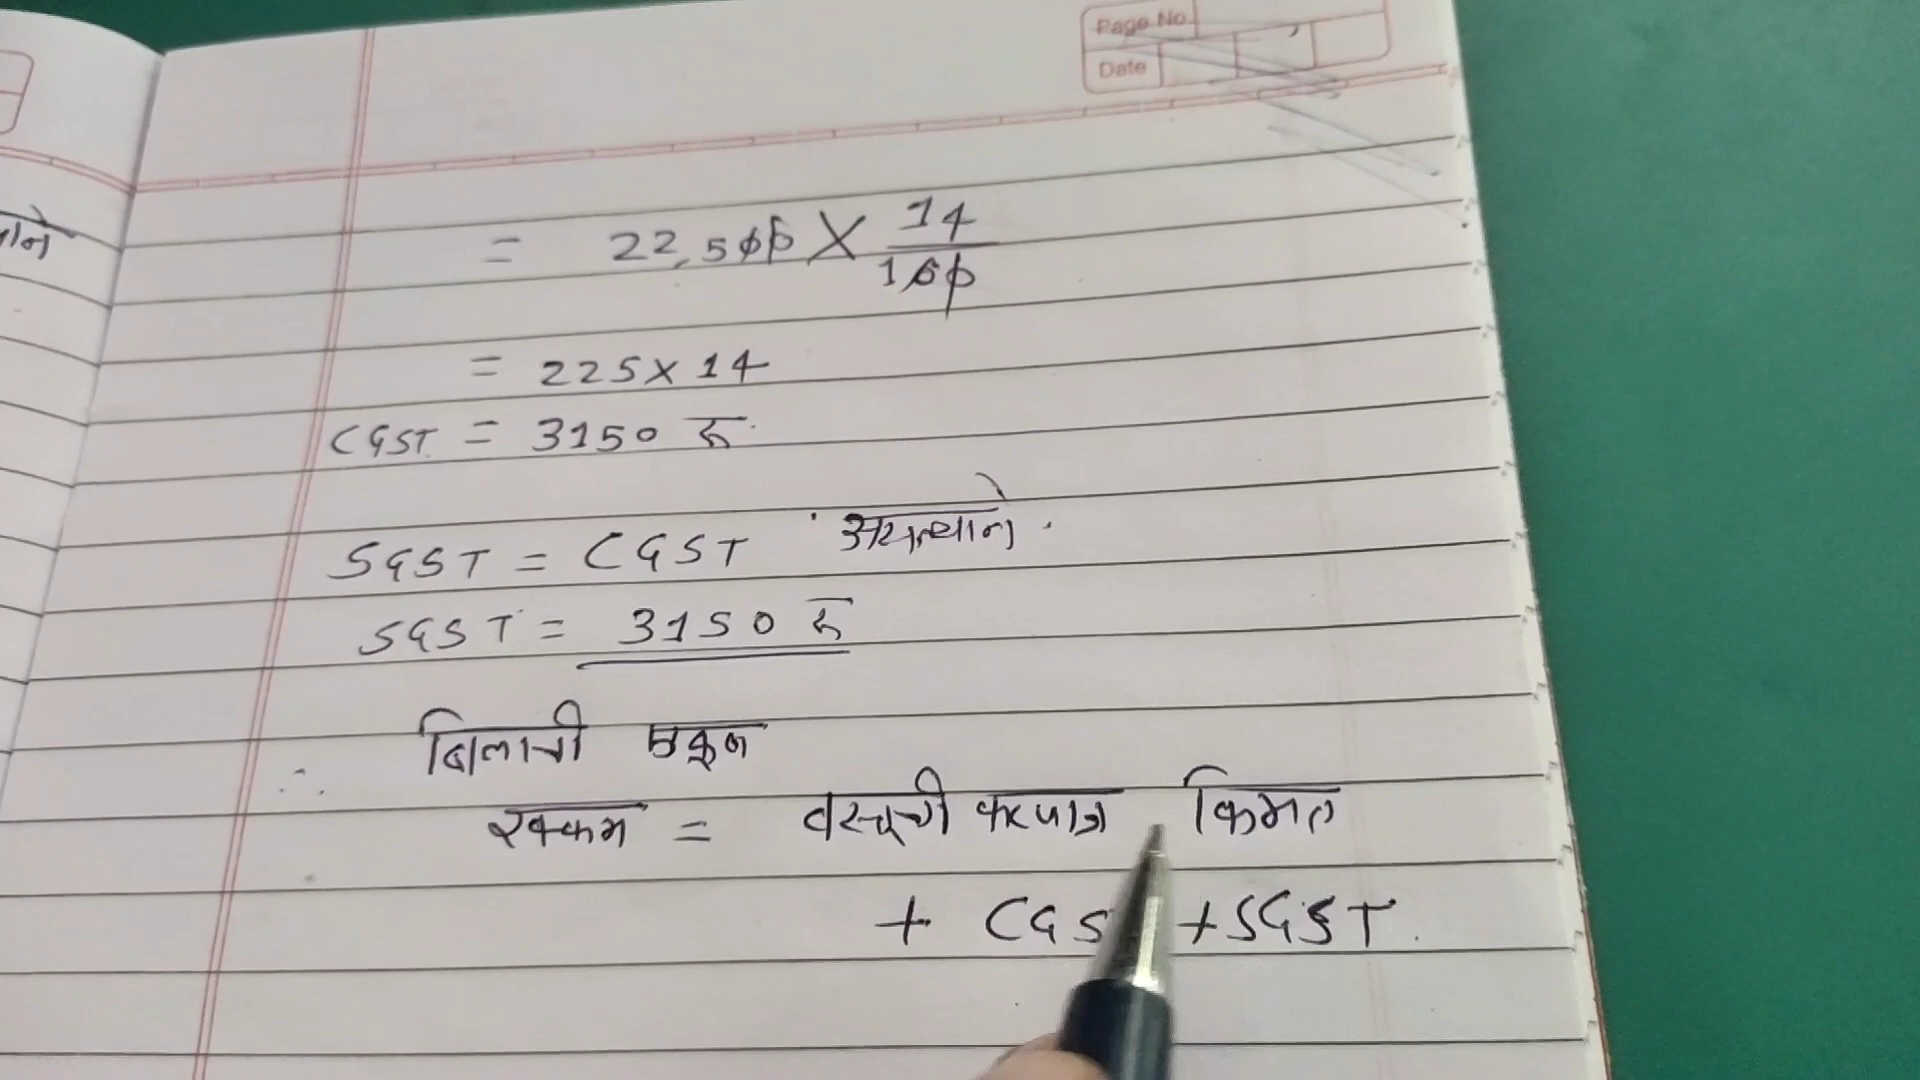 Page No.
Date
= 22,500 × 14/100
= 225 × 14
CGST = 3150 रु.
SGST = CGST असल्याने.
SGST = 3150 रु
∴ बिलाची एकूण
रक्कम = वस्तूची करपात्र किंमत
+ CGST + SGST